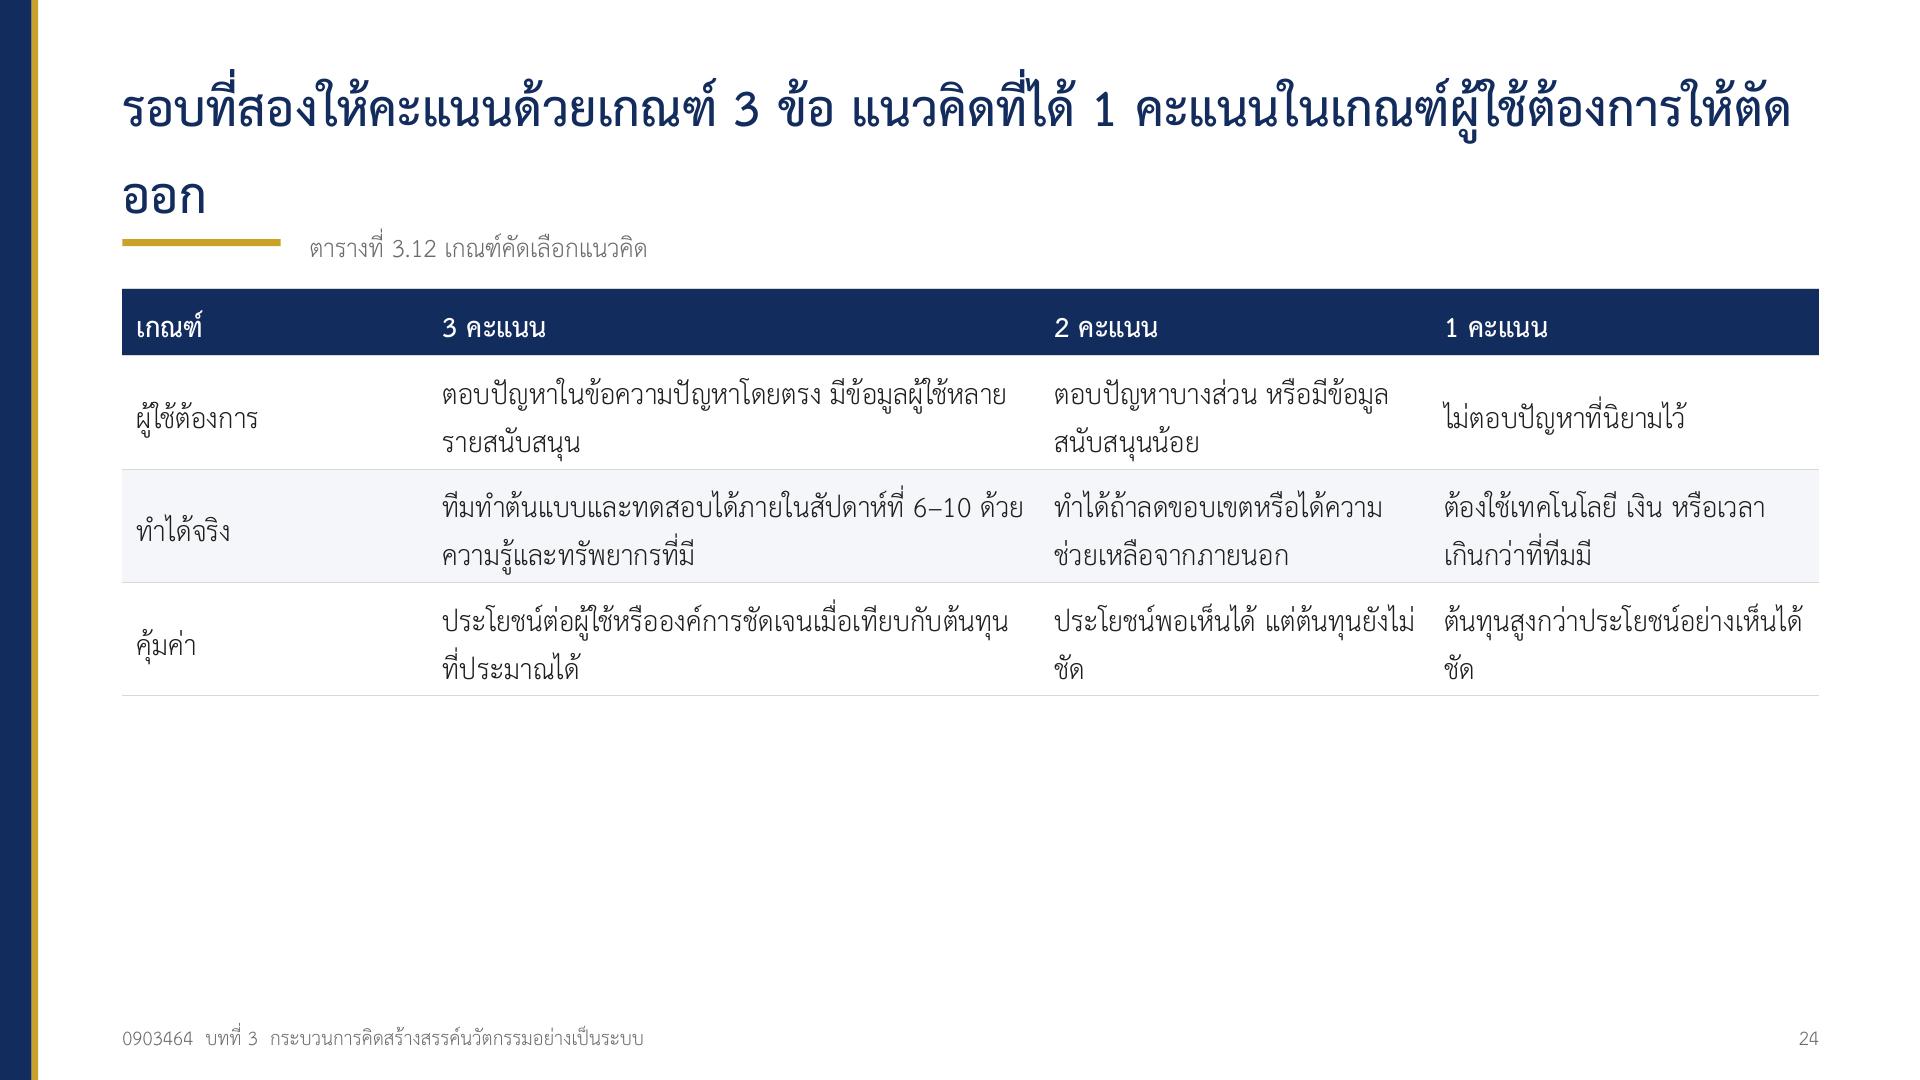 รอบที่สองให้คะแนนด้วยเกณฑ์ 3 ข้อ แนวคิดที่ได้ 1 คะแนนในเกณฑ์ผู้ใช้ต้องการให้ตัด
ออก
ตารางที่ 3.12 เกณฑ์คัดเลือกแนวคิด
เกณฑ์ 3 คะแนน 2 คะแนน 1 คะแนน
ผู้ใช้ต้องการ
ตอบปัญหาในข้อความปัญหาโดยตรง มีข้อมูลผู้ใช้หลาย
รายสนับสนุน
ตอบปัญหาบางส่วน หรือมีข้อมูล
สนับสนุนน้อย
ไม่ตอบปัญหาที่นิยามไว้
ทำได้จริง
ทีมทำต้นแบบและทดสอบได้ภายในสัปดาห์ที่ 6–10 ด้วย
ความรู้และทรัพยากรที่มี
ทำได้ถ้าลดขอบเขตหรือได้ความ
ช่วยเหลือจากภายนอก
ต้องใช้เทคโนโลยี เงิน หรือเวลา
เกินกว่าที่ทีมมี
คุ้มค่า
ประโยชน์ต่อผู้ใช้หรือองค์การชัดเจนเมื่อเทียบกับต้นทุน
ที่ประมาณได้
ประโยชน์พอเห็นได้ แต่ต้นทุนยังไม่
ชัด
ต้นทุนสูงกว่าประโยชน์อย่างเห็นได้
ชัด
0903464 บทที่ 3 กระบวนการคิดสร้างสรรค์นวัตกรรมอย่างเป็นระบบ
24